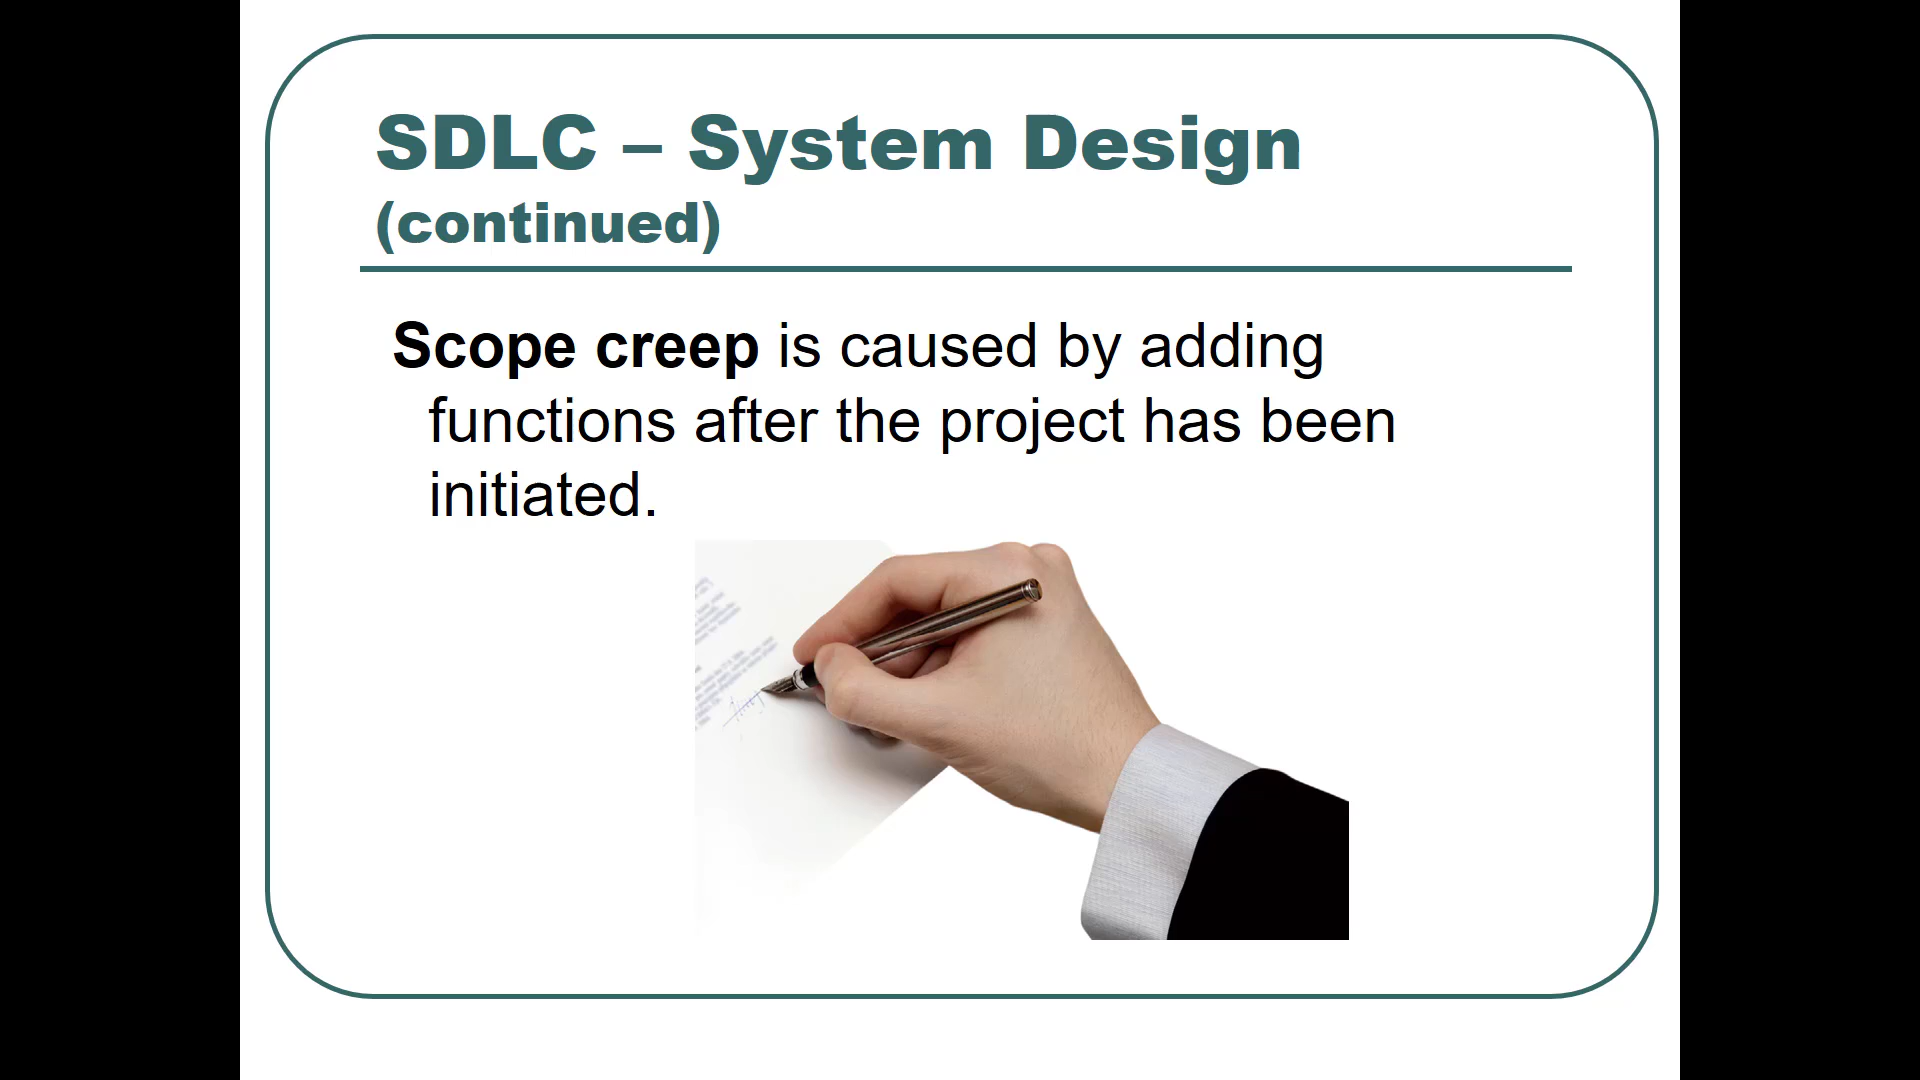 SDLC – System Design
(continued)
Scope creep is caused by adding
functions after the project has been
initiated.